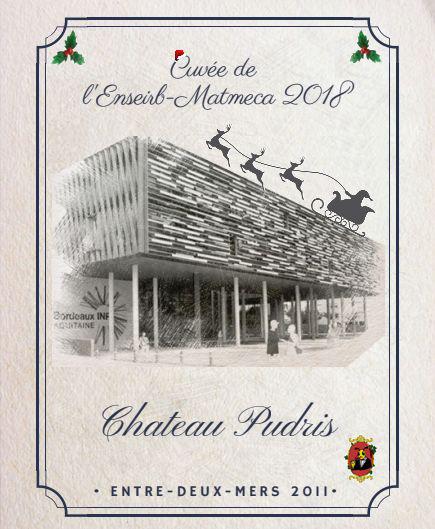 Cuvée de
l'Enseirb-Matmeca 2018
Bordeaux INP
AQUITAINE
Chateau Pudris
• ENTRE-DEUX-MERS 2011•